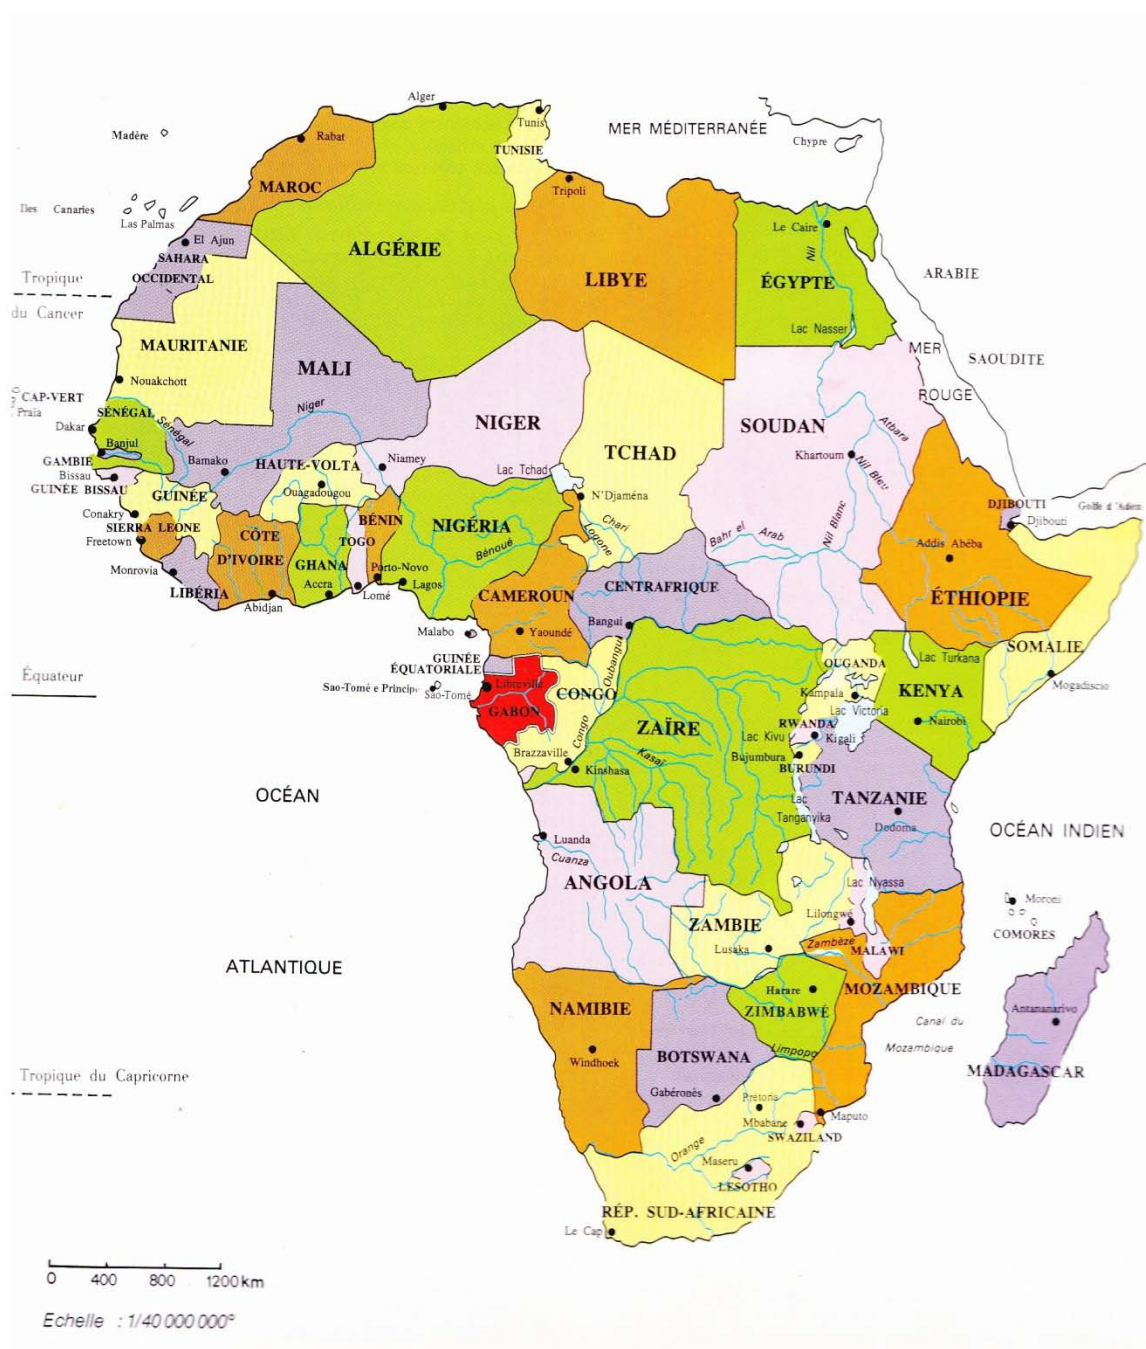 Alger
Tunis
MER MÉDITERRANÉE
Madère
Rabat
TUNISIE
Chypre
MAROC
Tripoli
Iles Canaries
Las Palmas
El Ajun
ALGÉRIE
Le Caire
Nil
SAHARA
OCCIDENTAL
Tropique
du Cancer
LIBYE
ÉGYPTE
ARABIE
SAOUDITE
Lac Nasser
MER
ROUGE
MAURITANIE
MALI
Nouakchott
CAP-VERT
Praïa
SÉNÉGAL
Sénégal
Niger
NIGER
TCHAD
SOUDAN
Atbara
Dakar
Banjul
GAMBIE
Bissau
GUINÉE BISSAU
Bamako
HAUTE-VOLTA
Niamey
Lac Tchad
Khartoum
Nil Bleu
GUINÉE
Ouagadougou
N'Djaména
DJIBOUTI
Golfe d'Aden
Djibouti
Conakry
SIERRA LEONE
Freetown
CÔTE
D'IVOIRE
BÉNIN
NIGÉRIA
Chari
Logone
Bahr el Arab
Nil Blanc
Addis Abéba
TOGO
GHANA
Bénoué
Monrovia
LIBÉRIA
Abidjan
Accra
Lomé
Porto-Novo
Lagos
CAMEROUN
CENTRAFRIQUE
ÉTHIOPIE
Malabo
Yaoundé
Bangui
Oubangui
SOMALIE
GUINÉE
ÉQUATORIALE
OUGANDA
Lac Turkana
Équateur
Sao-Tomé e Princip
Sao-Tomé
Libreville
GABON
CONGO
Congo
Kampala
KENYA
Mogadiscio
Lac Victoria
Nairobi
ZAÏRE
RWANDA
Lac Kivu
Kigali
Brazzaville
Kinshasa
Kasaï
Bujumbura
BURUNDI
OCÉAN
Lac
Tanganyika
TANZANIE
Dodoma
OCÉAN INDIEN
Luanda
Cuanza
ANGOLA
Lac Nyassa
Moroni
COMORES
ZAMBIE
Lilongwé
Lusaka
Zambèze
MALAWI
ATLANTIQUE
NAMIBIE
Harare
ZIMBABWÉ
MOZAMBIQUE
Antananarivo
Canal du
Mozambique
Windhoek
BOTSWANA
Limpopo
MADAGASCAR
Tropique du Capricorne
Gabéronès
Pretoria
Mbabane
Maputo
SWAZILAND
Orange
Maseru
LESOTHO
RÉP. SUD-AFRICAINE
Le Cap
0 400 800 1200 km
Echelle : 1/40 000 000°